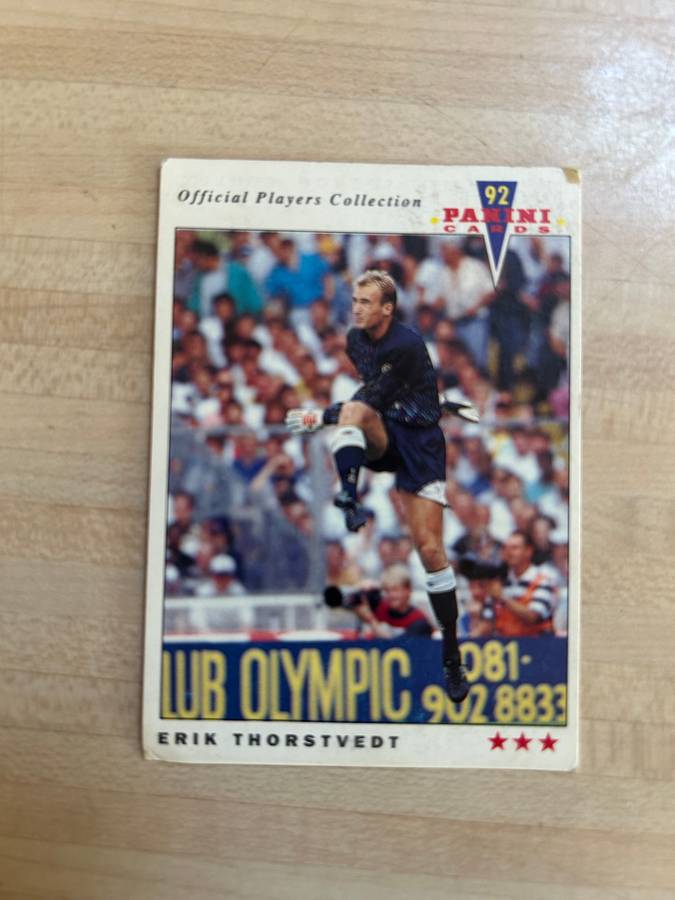 Official Players Collection
92
PANINI
CARDS
LUB OLYMPIC
081-
902 8833
ERIK THORSTVEDT